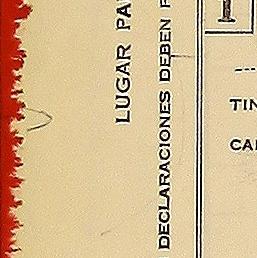 LUGAR PA
DECLARACIONES DEBEN
TIN
CA